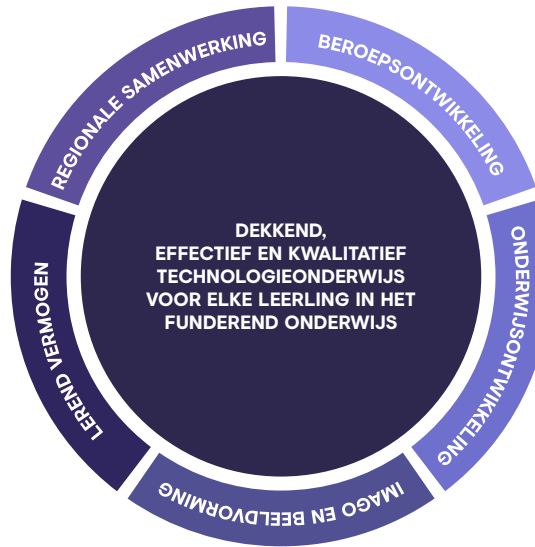 REGIONALE SAMENWERKING
BEROEPSONTWIKKELING
ONDERWIJSONTWIKKELING
IMAGO EN BEELDVORMING
LEREND VERMOGEN
DEKKEND,
EFFECTIEF EN KWALITATIEF
TECHNOLOGIEONDERWIJS
VOOR ELKE LEERLING IN HET
FUNDEREND ONDERWIJS